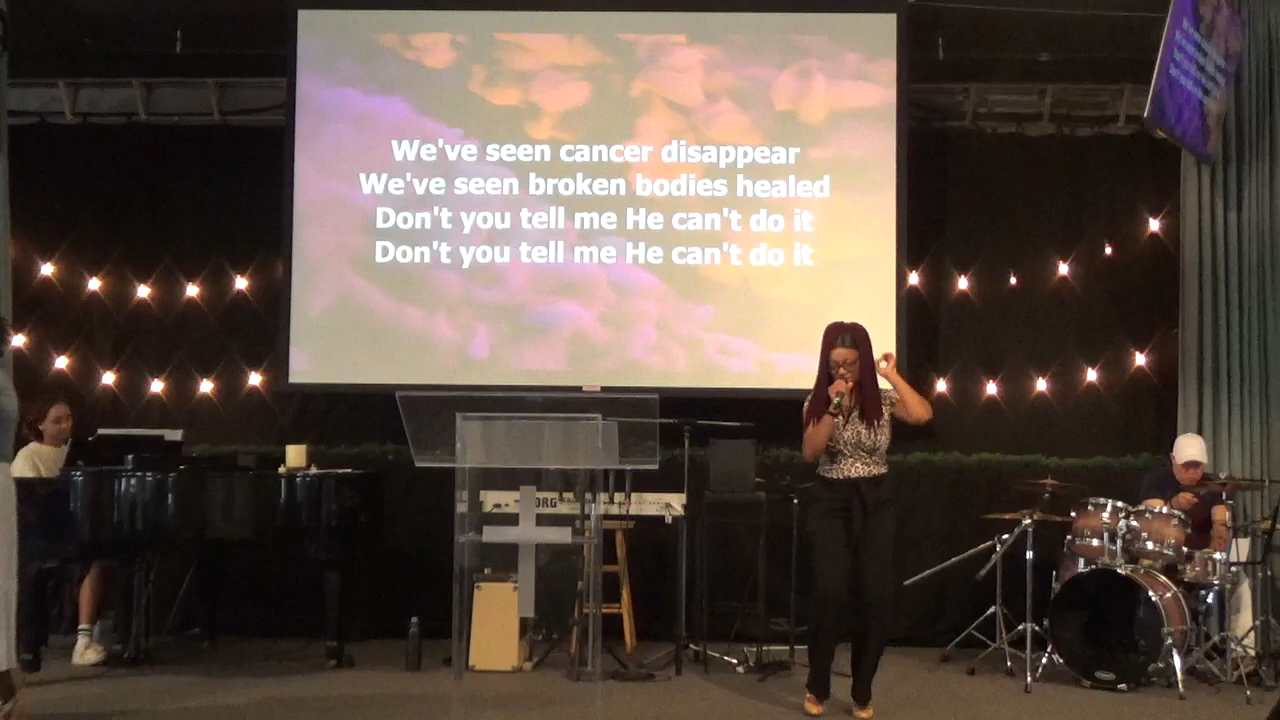 We've seen cancer disappear
We've seen broken bodies healed
Don't you tell me He can't do it
Don't you tell me He can't do it
KORG